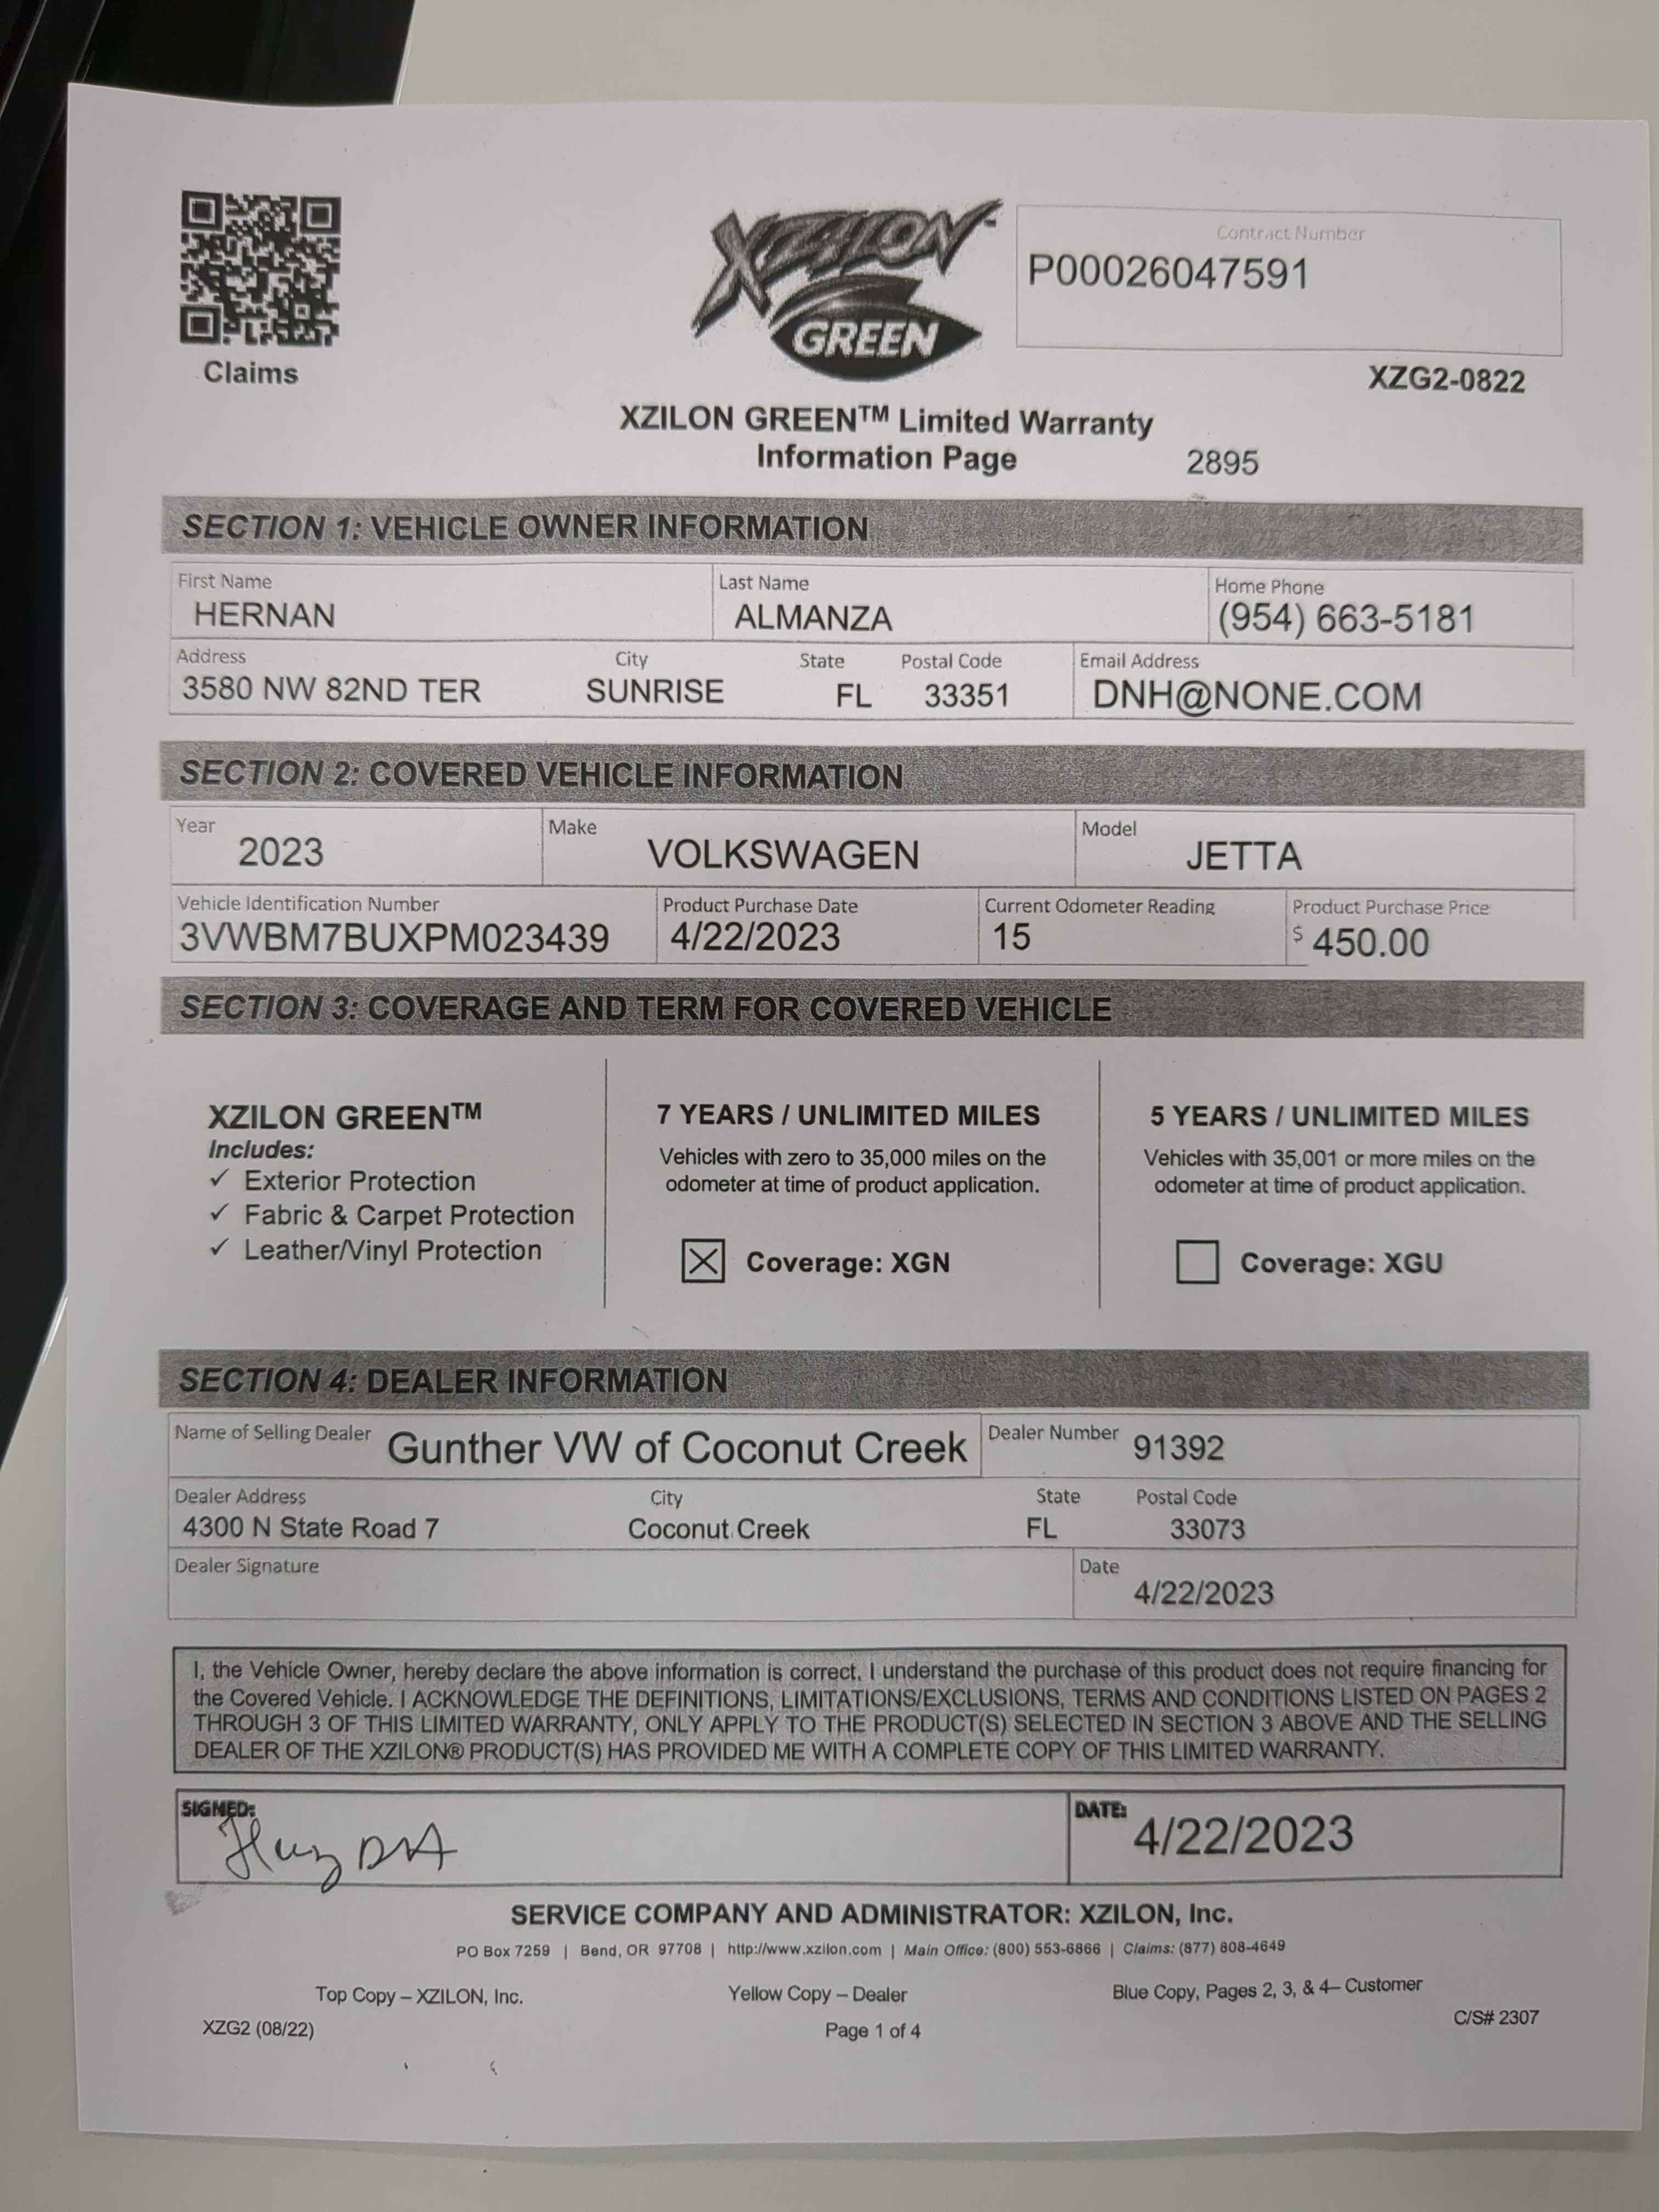 XZILON
GREEN
Contract Number
P00026047591
Claims
XZG2-0822
XZILON GREEN™ Limited Warranty
Information Page
2895
SECTION 1: VEHICLE OWNER INFORMATION
First Name Last Name Home Phone
HERNAN ALMANZA (954) 663-5181
Address City State Postal Code Email Address
3580 NW 82ND TER SUNRISE FL 33351 DNH@NONE.COM
SECTION 2: COVERED VEHICLE INFORMATION
Year Make Model
2023 VOLKSWAGEN JETTA
Vehicle Identification Number Product Purchase Date Current Odometer Reading Product Purchase Price
3VWBM7BUXPM023439 4/22/2023 15 $ 450.00
SECTION 3: COVERAGE AND TERM FOR COVERED VEHICLE
XZILON GREEN™
Includes:
✓ Exterior Protection
✓ Fabric & Carpet Protection
✓ Leather/Vinyl Protection
7 YEARS / UNLIMITED MILES
Vehicles with zero to 35,000 miles on the
odometer at time of product application.
Coverage: XGN
5 YEARS / UNLIMITED MILES
Vehicles with 35,001 or more miles on the
odometer at time of product application.
Coverage: XGU
SECTION 4: DEALER INFORMATION
Name of Selling Dealer Gunther VW of Coconut Creek Dealer Number 91392
Dealer Address City State Postal Code
4300 N State Road 7 Coconut Creek FL 33073
Dealer Signature Date
4/22/2023
I, the Vehicle Owner, hereby declare the above information is correct. I understand the purchase of this product does not require financing for
the Covered Vehicle. I ACKNOWLEDGE THE DEFINITIONS, LIMITATIONS/EXCLUSIONS, TERMS AND CONDITIONS LISTED ON PAGES 2
THROUGH 3 OF THIS LIMITED WARRANTY, ONLY APPLY TO THE PRODUCT(S) SELECTED IN SECTION 3 ABOVE AND THE SELLING
DEALER OF THE XZILON® PRODUCT(S) HAS PROVIDED ME WITH A COMPLETE COPY OF THIS LIMITED WARRANTY.
SIGNED: DATE:
4/22/2023
SERVICE COMPANY AND ADMINISTRATOR: XZILON, Inc.
PO Box 7259 | Bend, OR 97708 | http://www.xzilon.com | Main Office: (800) 553-6866 | Claims: (877) 808-4649
Top Copy – XZILON, Inc. Yellow Copy – Dealer Blue Copy, Pages 2, 3, & 4– Customer
XZG2 (08/22) Page 1 of 4 C/S# 2307